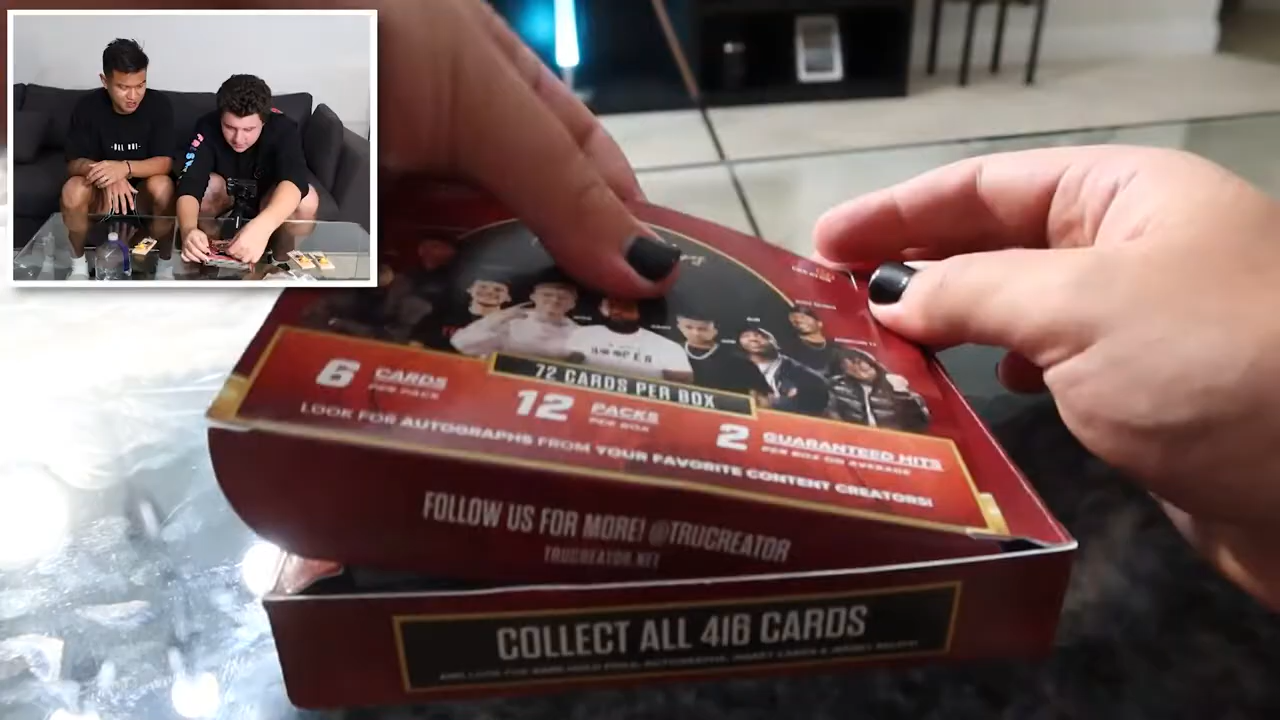 72 CARDS PER BOX
6 CARDS PER PACK
12 PACKS PER BOX
2 GUARANTEED HITS PER BOX ON AVERAGE
LOOK FOR AUTOGRAPHS FROM YOUR FAVORITE CONTENT CREATORS!
FOLLOW US FOR MORE! @TRUCREATOR
TRUCREATOR.NET
COLLECT ALL 416 CARDS